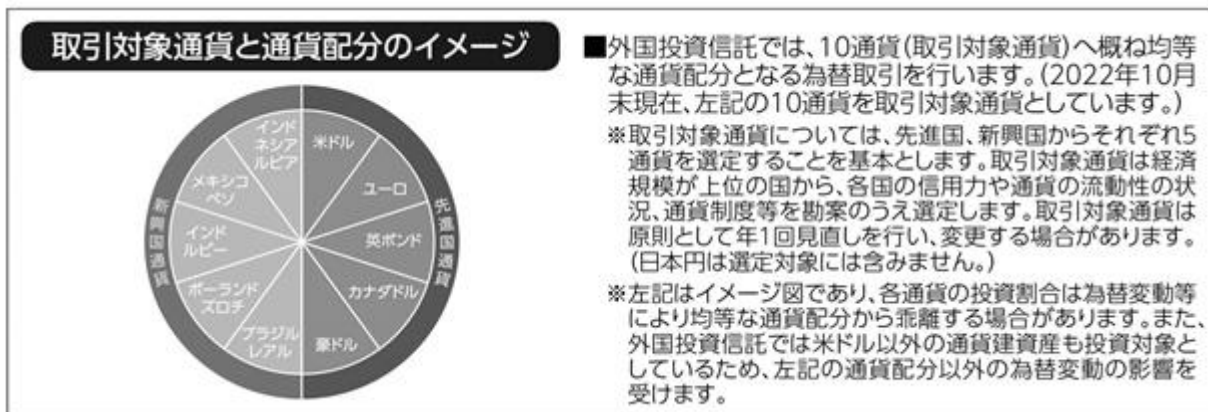 取引対象通貨と通貨配分のイメージ
インド
ネシア
ルピア
米ドル
メキシコ
ペソ
ユーロ
新興国通貨
インド
ルピー
英ポンド
先進国通貨
ポーランド
ズロチ
カナダドル
ブラジル
レアル
豪ドル
■外国投資信託では、10通貨(取引対象通貨)へ概ね均等
な通貨配分となる為替取引を行います。(2022年10月
末現在、左記の10通貨を取引対象通貨としています。)
※取引対象通貨については、先進国、新興国からそれぞれ5
通貨を選定することを基本とします。取引対象通貨は経済
規模が上位の国から、各国の信用力や通貨の流動性の状
況、通貨制度等を勘案のうえ選定します。取引対象通貨は
原則として年1回見直しを行い、変更する場合があります。
(日本円は選定対象には含みません。)
※左記はイメージ図であり、各通貨の投資割合は為替変動等
により均等な通貨配分から乖離する場合があります。また、
外国投資信託では米ドル以外の通貨建資産も投資対象と
しているため、左記の通貨配分以外の為替変動の影響を
受けます。